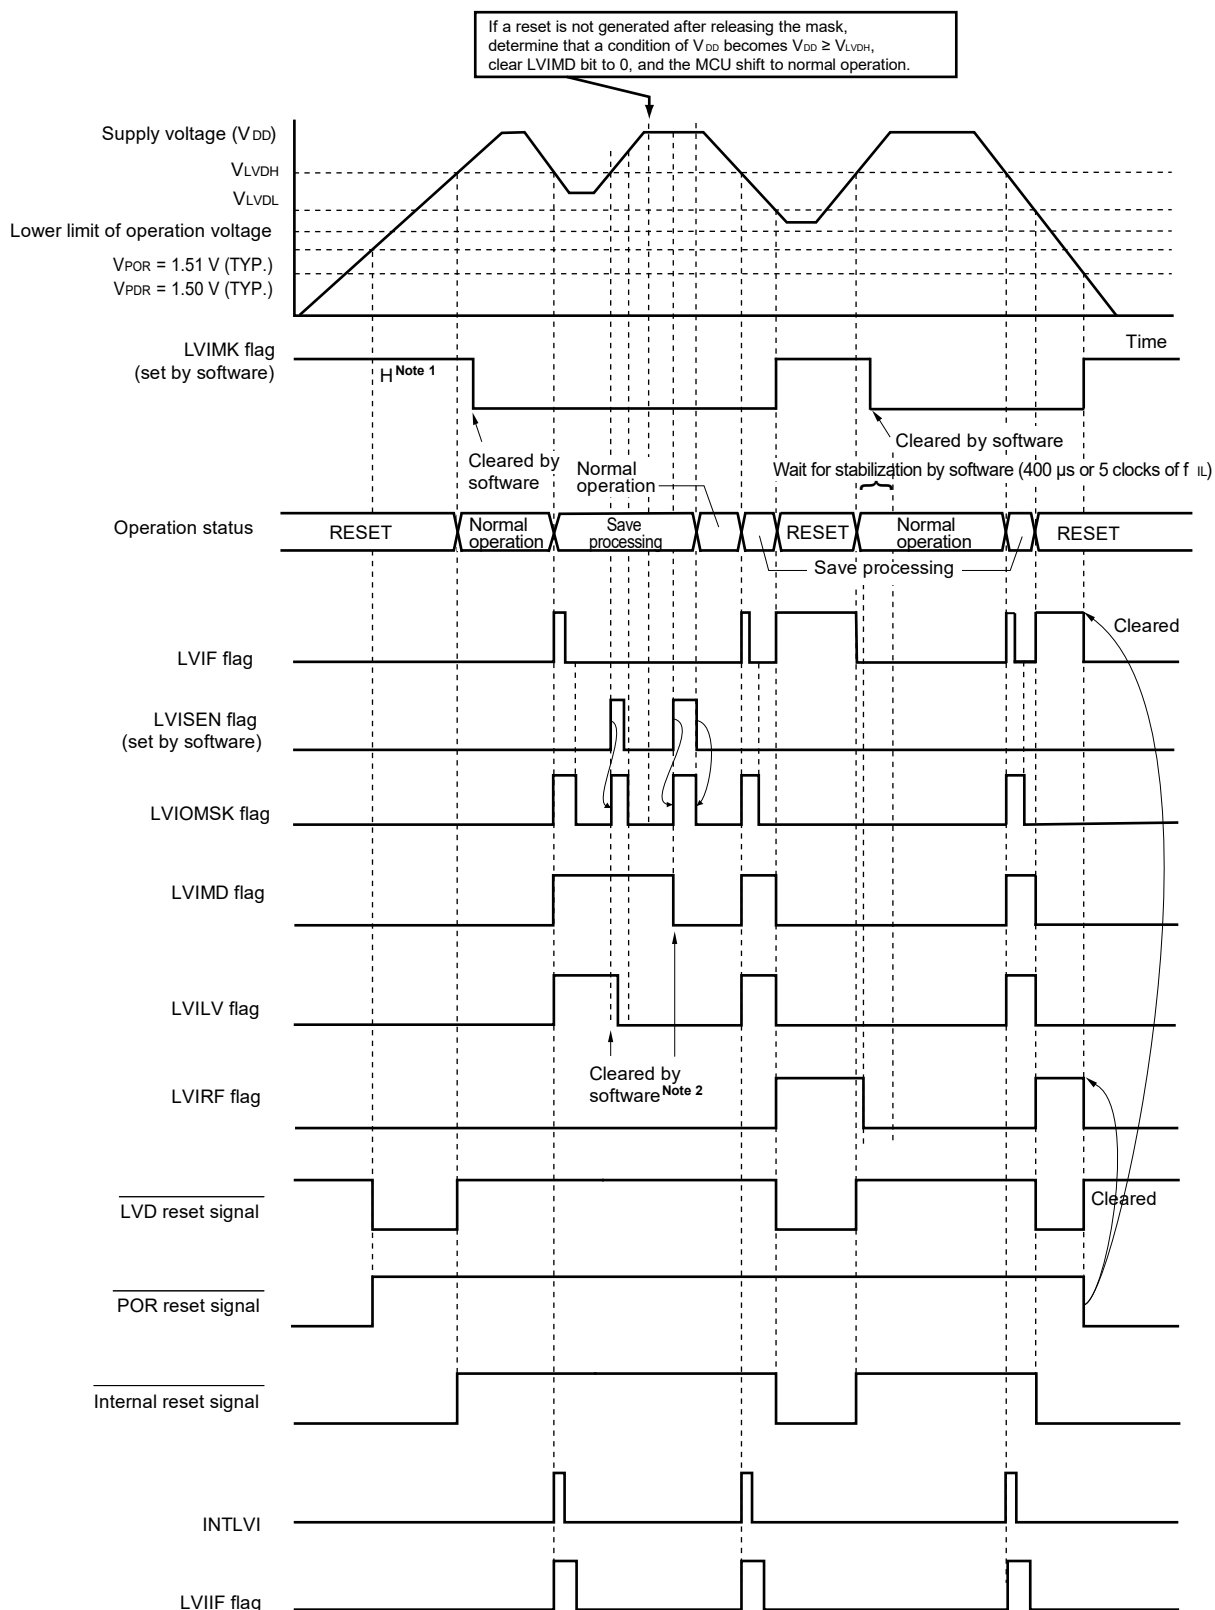 If a reset is not generated after releasing the mask,
determine that a condition of VDD becomes VDD ≥ VLVDH,
clear LVIMD bit to 0, and the MCU shift to normal operation.
Supply voltage (VDD)
VLVDH
VLVDL
Lower limit of operation voltage
VPOR = 1.51 V (TYP.)
VPDR = 1.50 V (TYP.)
Time
LVIMK flag
(set by software)
H Note 1
Cleared by
software
Cleared by software
Normal
operation
Wait for stabilization by software (400 µs or 5 clocks of fIL)
Operation status
RESET
Normal
operation
Save
processing
RESET
Normal
operation
RESET
Save processing
Cleared
LVIF flag
LVISEN flag
(set by software)
LVIOMSK flag
LVIMD flag
LVILV flag
Cleared by
software Note 2
LVIRF flag
Cleared
LVD reset signal
POR reset signal
Internal reset signal
INTLVI
LVIIF flag